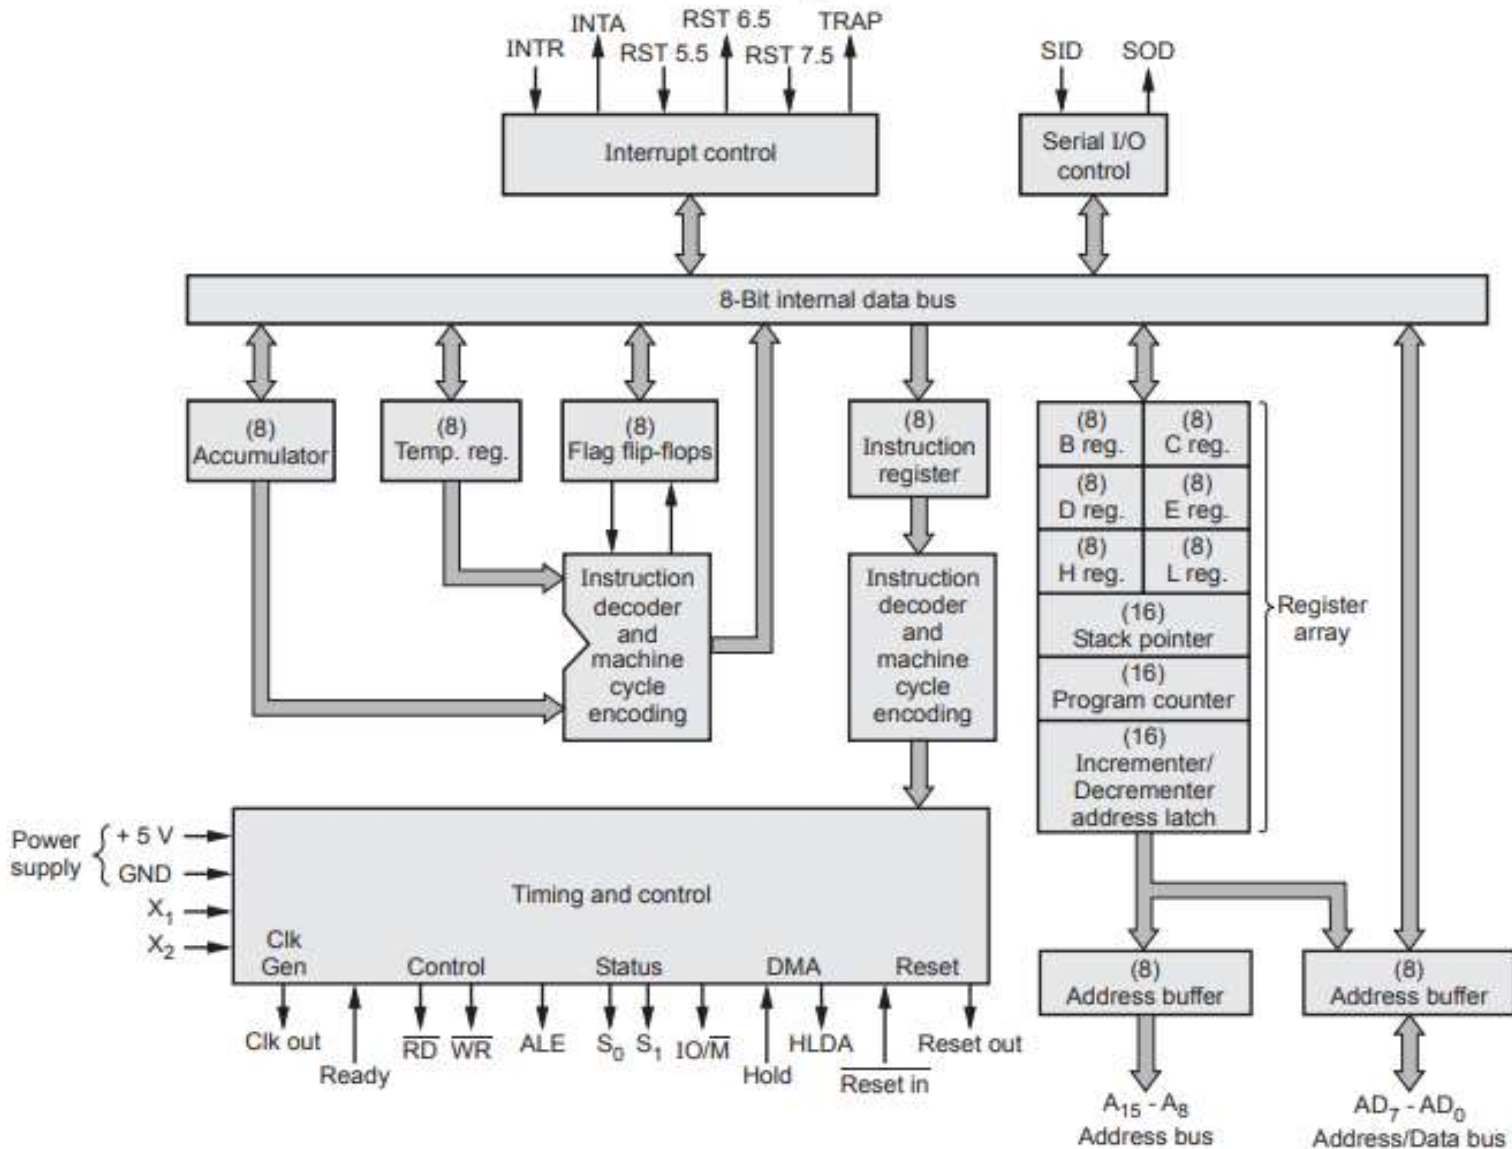 INTR
INTA
RST 5.5
RST 6.5
RST 7.5
TRAP
SID
SOD
Interrupt control
Serial I/O
control
8-Bit internal data bus
(8)
Accumulator
(8)
Temp. reg.
(8)
Flag flip-flops
(8)
Instruction
register
(8)
B reg.
(8)
C reg.
(8)
D reg.
(8)
E reg.
(8)
H reg.
(8)
L reg.
(16)
Stack pointer
(16)
Program counter
(16)
Incrementer/
Decrementer
address latch
Register
array
Instruction
decoder
and
machine
cycle
encoding
Instruction
decoder
and
machine
cycle
encoding
Power
supply
+ 5 V
GND
X1
X2
Timing and control
Clk
Gen
Control
Status
DMA
Reset
Clk out
Ready
R̅D̅
W̅R̅
ALE
S0
S1
IO/M̅
Hold
HLDA
R̅e̅s̅e̅t̅ i̅n̅
Reset out
(8)
Address buffer
(8)
Address buffer
A15 - A8
Address bus
AD7 - AD0
Address/Data bus